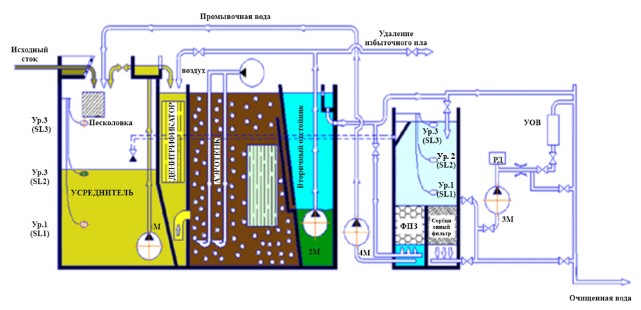 Промывочная вода
Удаление
избыточного ила
Исходный
сток
воздух
Песколовка
Ур.3
(SL3)
Ур.3
(SL2)
УСРЕДНИТЕЛЬ
Ур.1
(SL1)
М
ДЕНИТРИФИКАТОР
АЭРОТЕНК
Вторичный отстойник
2М
4М
Ур.3
(SL3)
Ур. 2
(SL2)
Ур.1
(SL1)
ФПЗ
Сорбци
онный
фильтр
РД
3М
УОВ
Очищенная вода